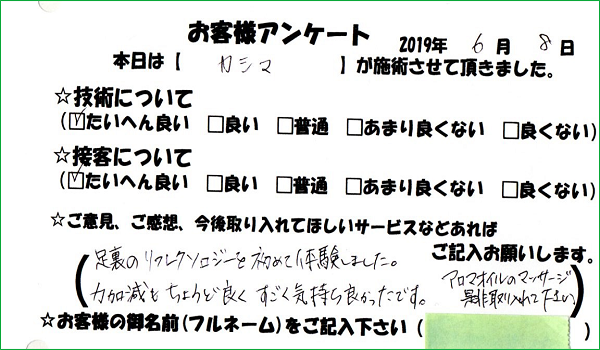 お客様アンケート 2019年 6月 8日
本日は【 カシマ 】が施術させて頂きました。
☆技術について
(☑たいへん良い □良い □普通 □あまり良くない □良くない)
☆接客について
(☑たいへん良い □良い □普通 □あまり良くない □良くない)
☆ご意見、ご感想、今後取り入れてほしいサービスなどあれば
ご記入お願いします。
足裏のリフレクソロジーを初めて体験しました。
力加減もちょうど良く すごく気持ち良かったです。
アロマオイルのマッサージ
是非取り入れて下さい
☆お客様の御名前(フルネーム)をご記入下さい( )